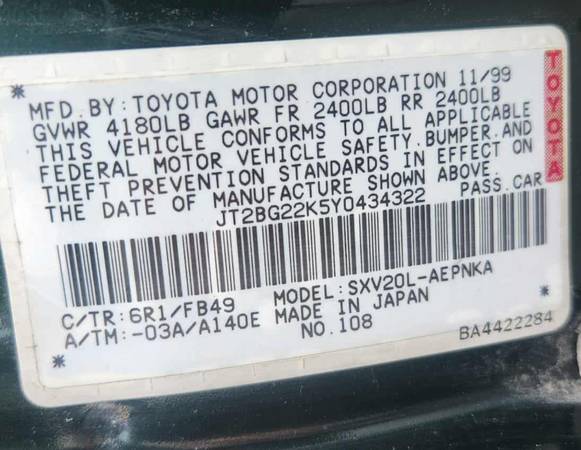 MFD. BY: TOYOTA MOTOR CORPORATION 11/99
GVWR 4180LB GAWR FR 2400LB RR 2400LB
THIS VEHICLE CONFORMS TO ALL APPLICABLE
FEDERAL MOTOR VEHICLE SAFETY, BUMPER, AND
THEFT PREVENTION STANDARDS IN EFFECT ON
THE DATE OF MANUFACTURE SHOWN ABOVE.
JT2BG22K5Y0434322 PASS. CAR
TOYOTA
C/TR: 6R1/FB49 MODEL: SXV20L-AEPNKA
A/TM: -03A/A140E MADE IN JAPAN
NO. 108 BA4422284